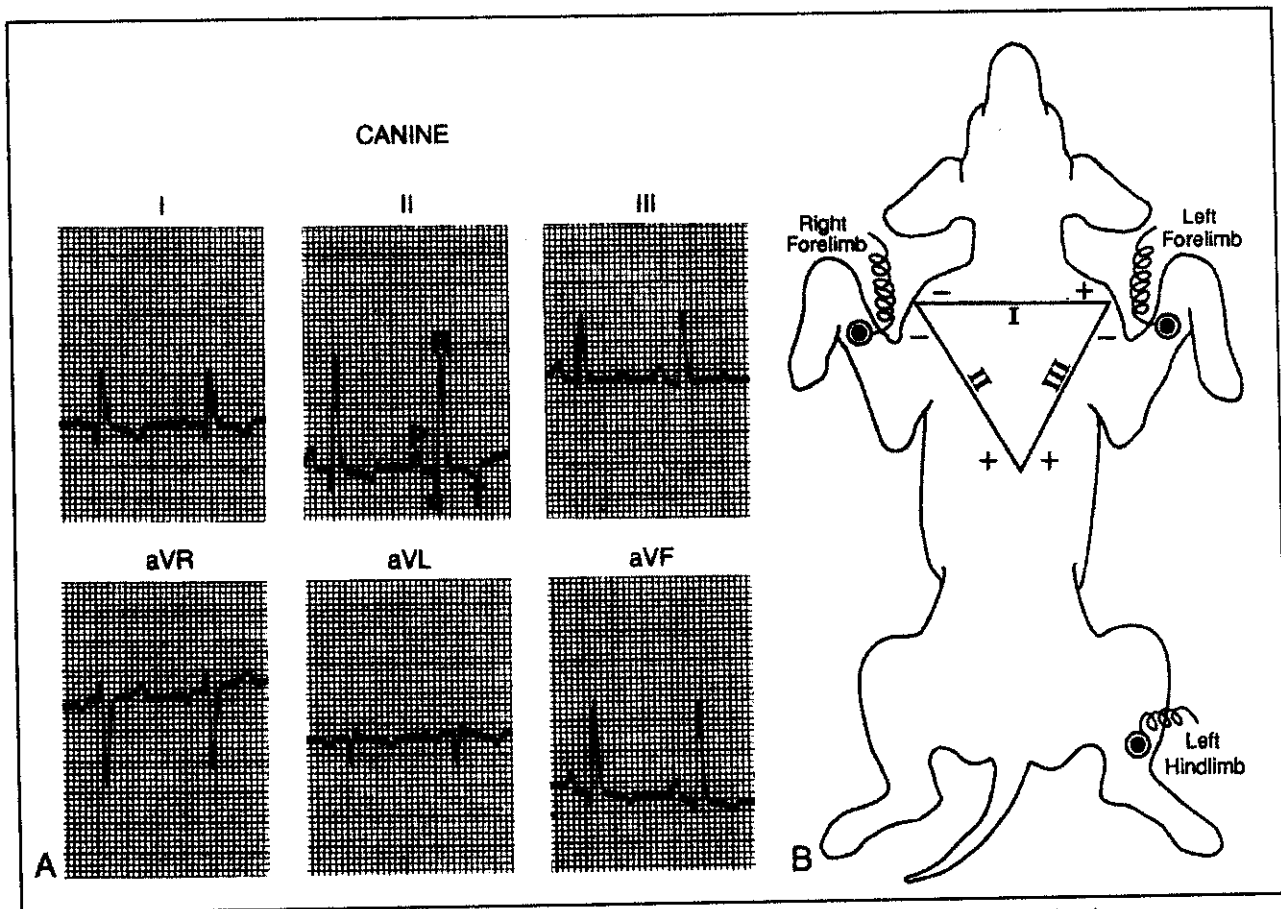 CANINE
I
II
III
R
P
aVR
aVL
aVF
A
Right
Forelimb
Left
Forelimb
− +
I
− −
II III
+ +
Left
Hindlimb
B